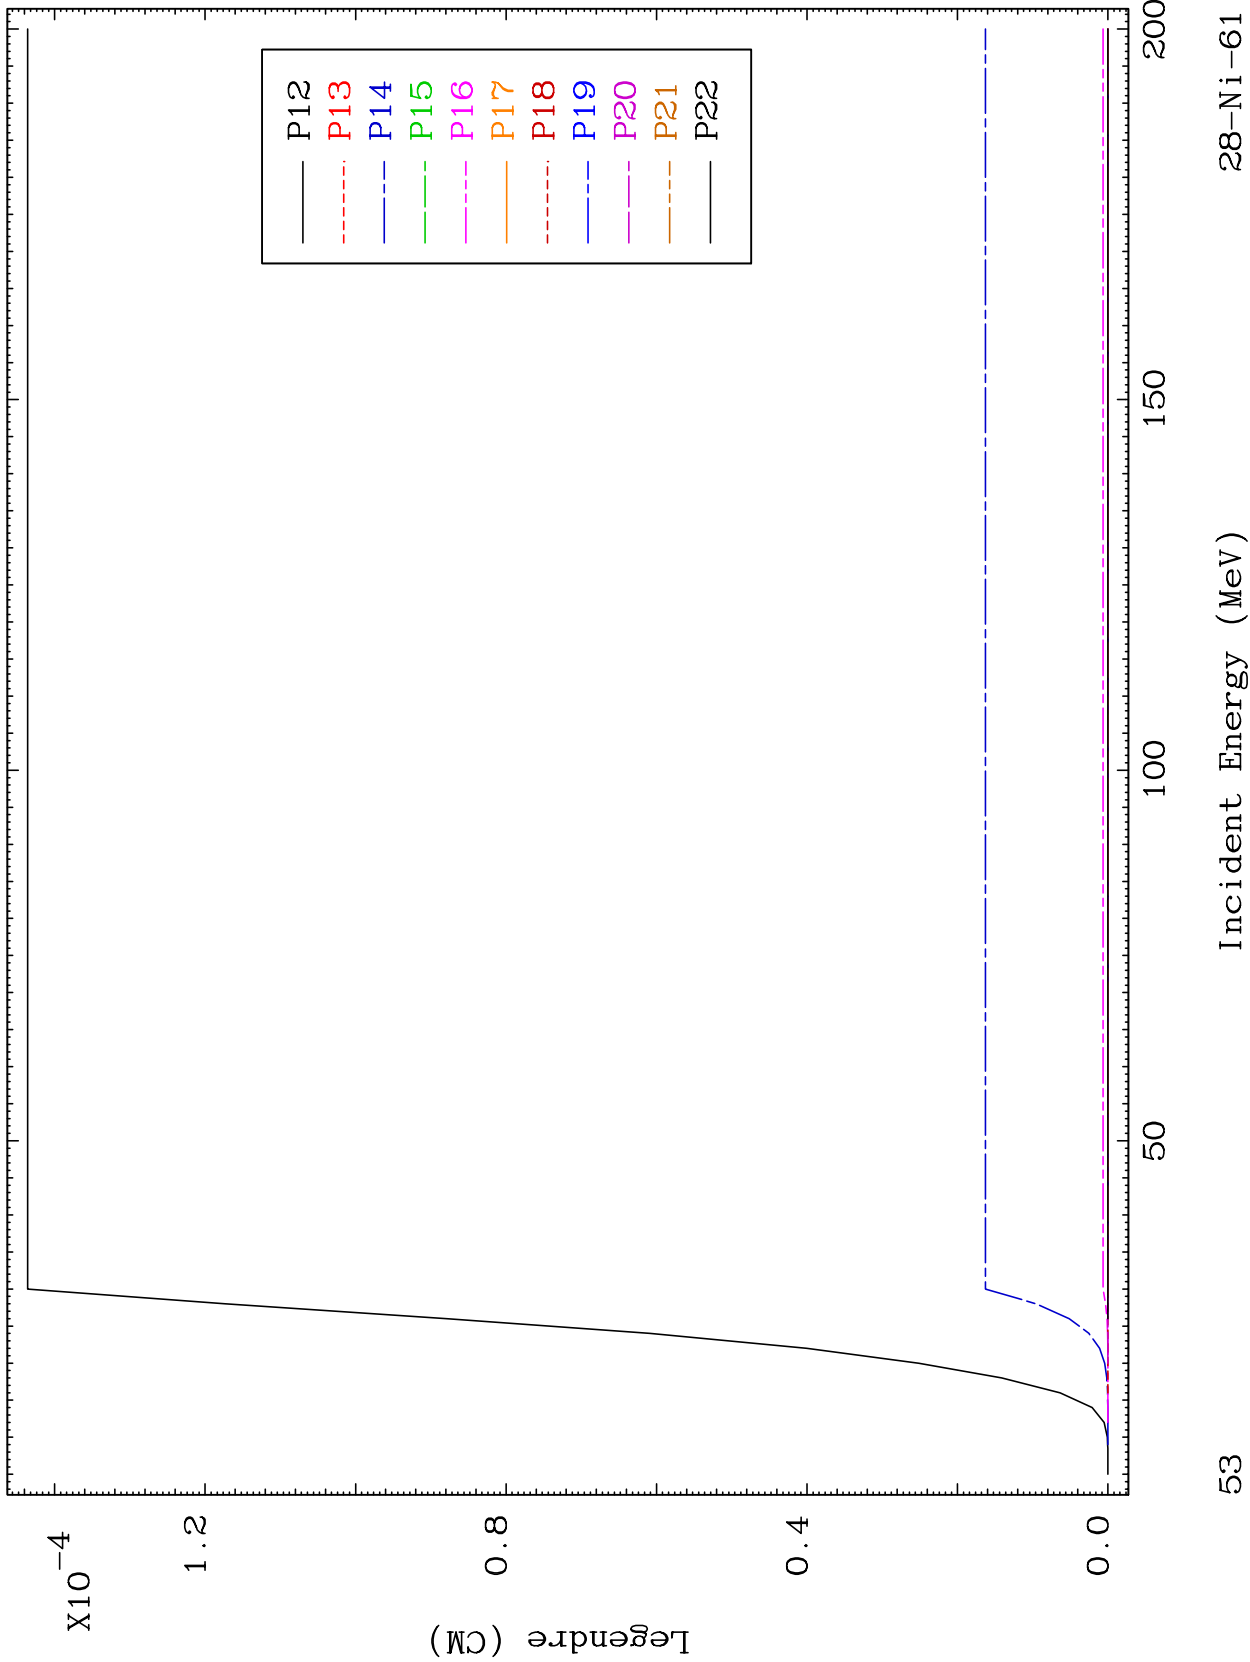 X10-4
1.2
0.8
0.4
0.0
Legendre (CM)
P12
P13
P14
P15
P16
P17
P18
P19
P20
P21
P22
50
100
150
200
Incident Energy (MeV)
53
28-Ni-61